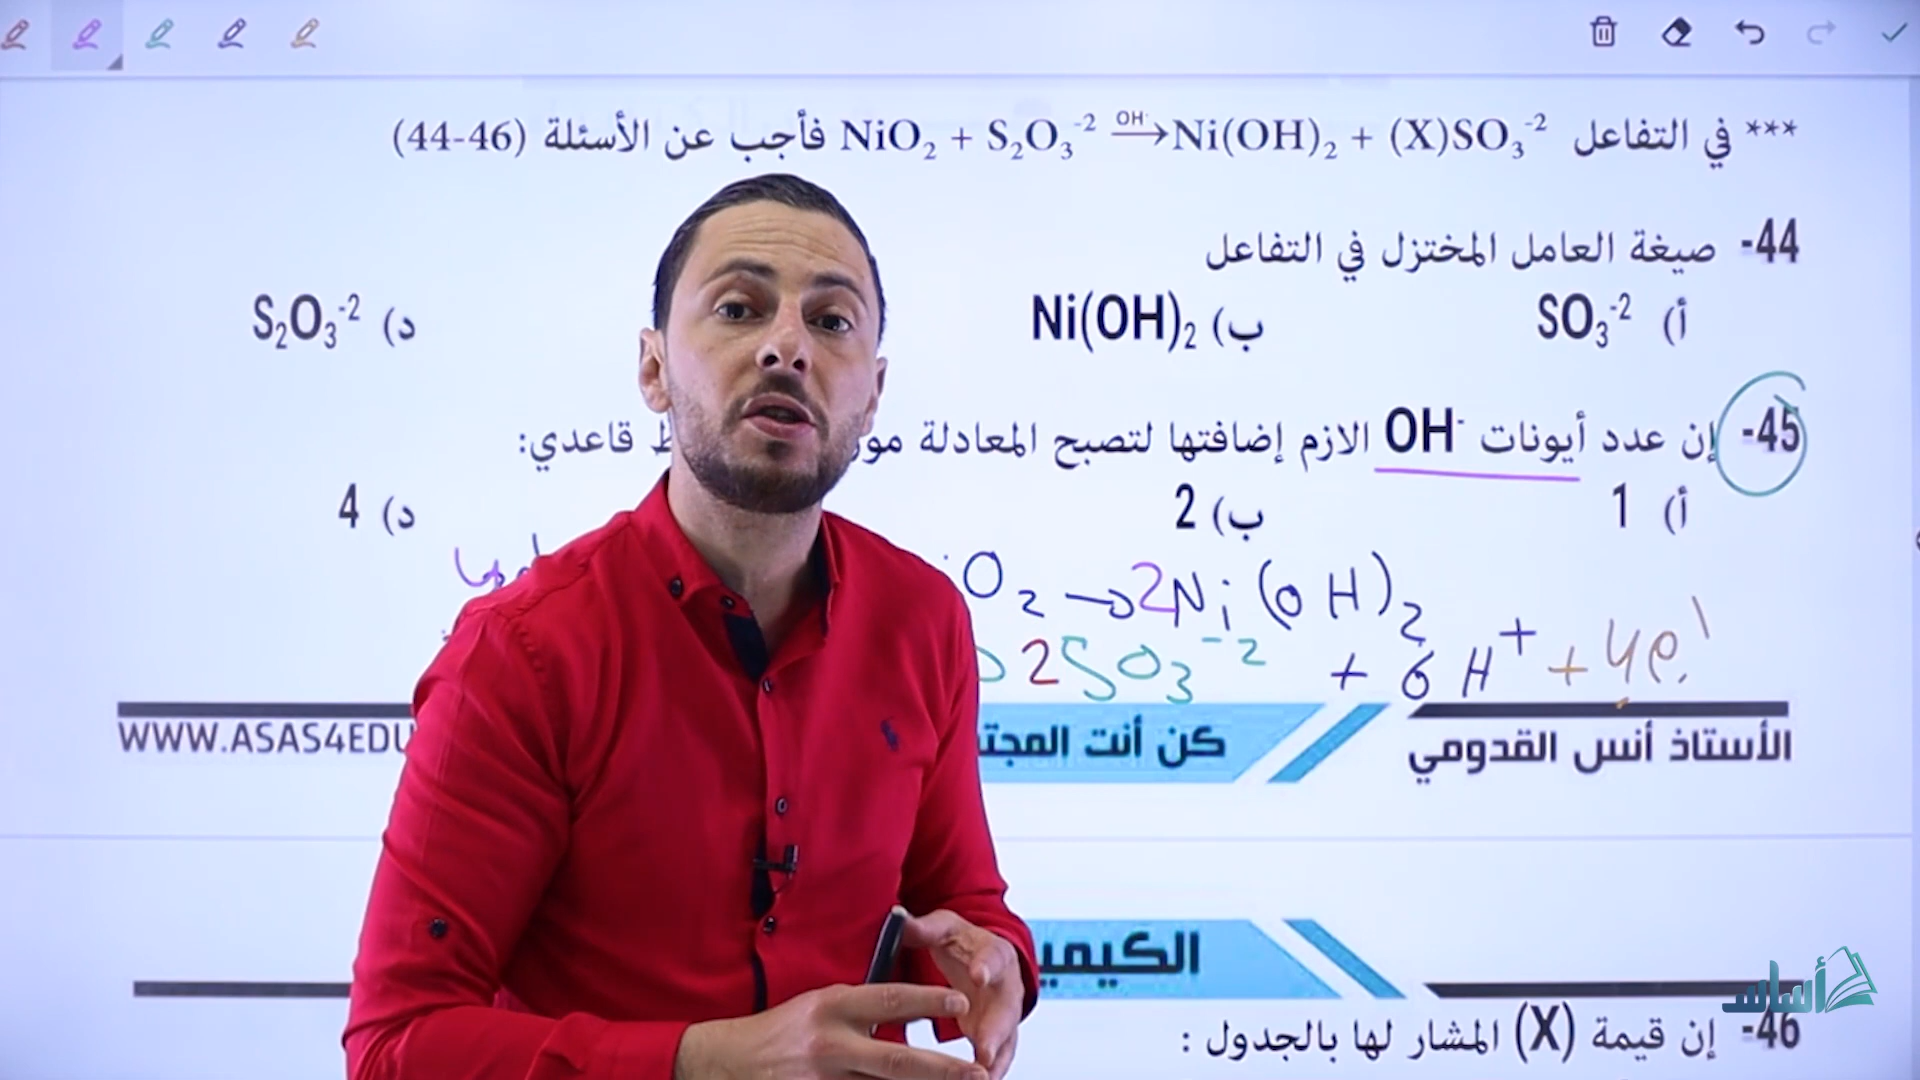 *** في التفاعل NiO₂ + S₂O₃⁻² OH⁻→ Ni(OH)₂ + (X)SO₃⁻² فأجب عن الأسئلة (44-46)
44- صيغة العامل المختزل في التفاعل
أ) SO₃⁻² ب) Ni(OH)₂ د) S₂O₃⁻²
45- إن عدد أيونات OH⁻ الازم إضافتها لتصبح المعادلة قاعدي:
أ) 1 ب) 2 د) 4
O₂ → 2Ni(OH)₂
2SO₃⁻² + 6H⁺ + 4e⁻
WWW.ASAS4EDU كن أنت الأستاذ أنس القدومي
أساس
46- إن قيمة (X) المشار لها بالجدول :